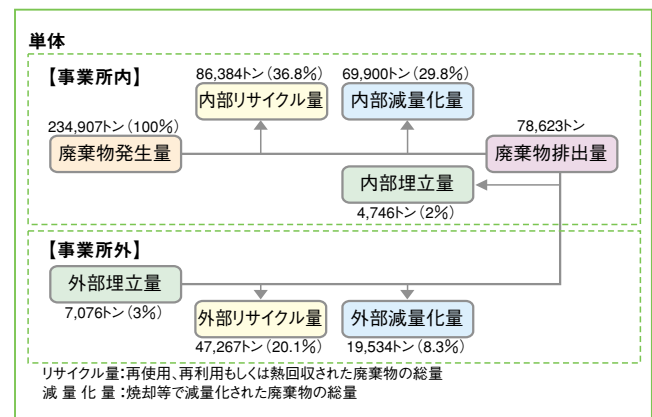 単体
【事業所内】
86,384トン(36.8%)
69,900トン(29.8%)
内部リサイクル量
内部減量化量
234,907トン(100%)
78,623トン
廃棄物発生量
廃棄物排出量
内部埋立量
4,746トン(2%)
【事業所外】
外部埋立量
7,076トン(3%)
外部リサイクル量
外部減量化量
47,267トン(20.1%)
19,534トン(8.3%)
リサイクル量:再使用、再利用もしくは熱回収された廃棄物の総量
減 量 化 量 :焼却等で減量化された廃棄物の総量